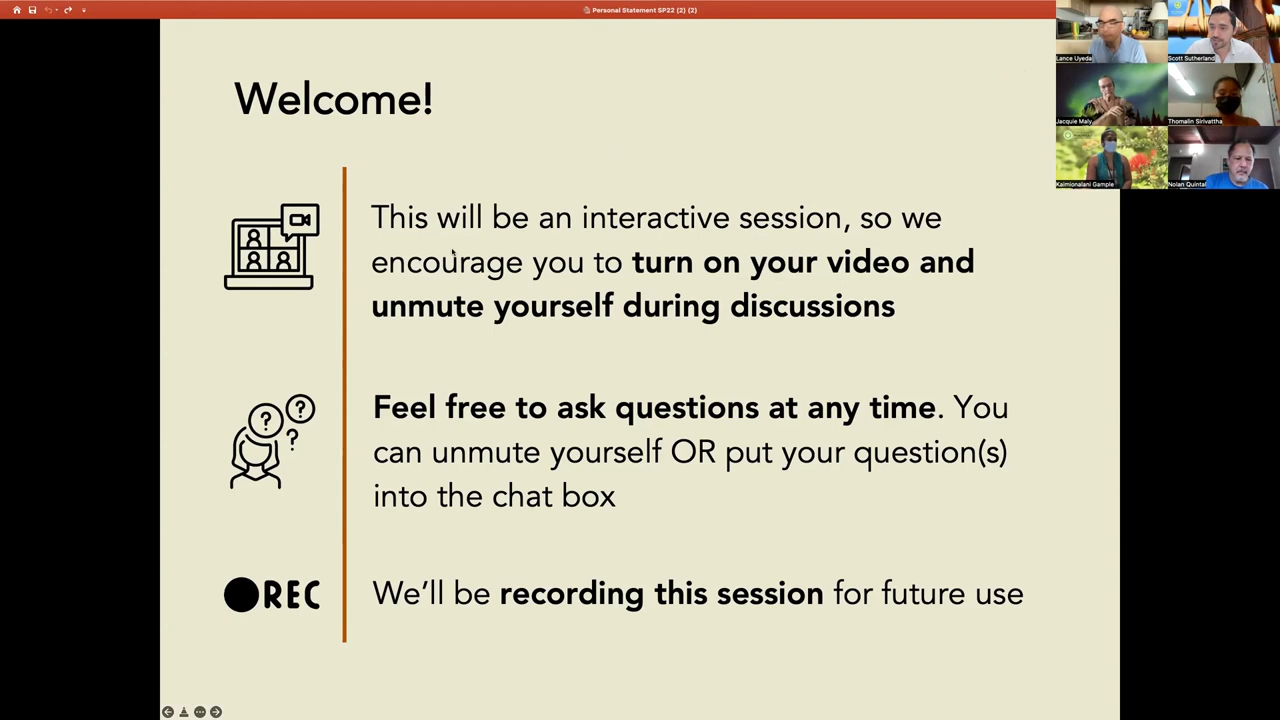 Personal Statement SP22 (2) (2)
Lance Uyeda
Scott Sutherland
Jacquie Maly
Thomalin Sirivattha
Kaimionalani Gample
Nolan Quintal
Welcome!
This will be an interactive session, so we
encourage you to turn on your video and
unmute yourself during discussions
Feel free to ask questions at any time. You
can unmute yourself OR put your question(s)
into the chat box
REC
We’ll be recording this session for future use